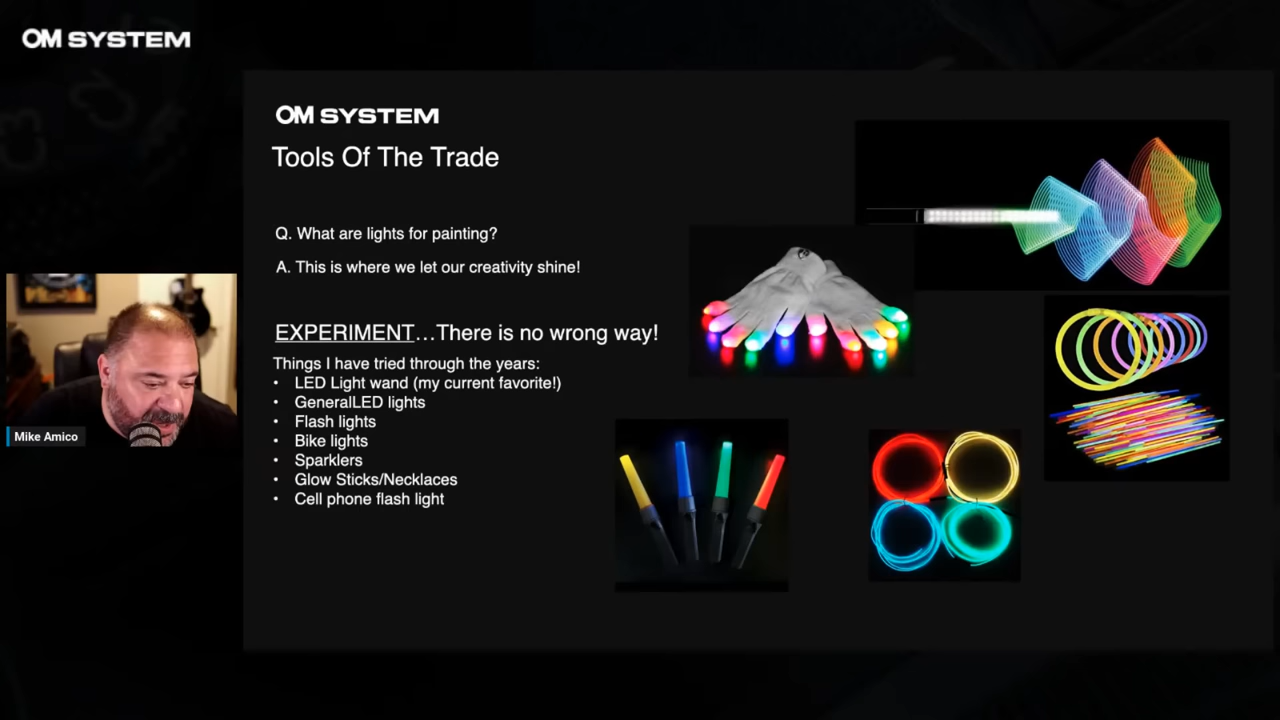 OM SYSTEM
OM SYSTEM
Tools Of The Trade
Q. What are lights for painting?
A. This is where we let our creativity shine!
EXPERIMENT...There is no wrong way!
Things I have tried through the years:
• LED Light wand (my current favorite!)
• GeneralLED lights
• Flash lights
• Bike lights
• Sparklers
• Glow Sticks/Necklaces
• Cell phone flash light
Mike Amico